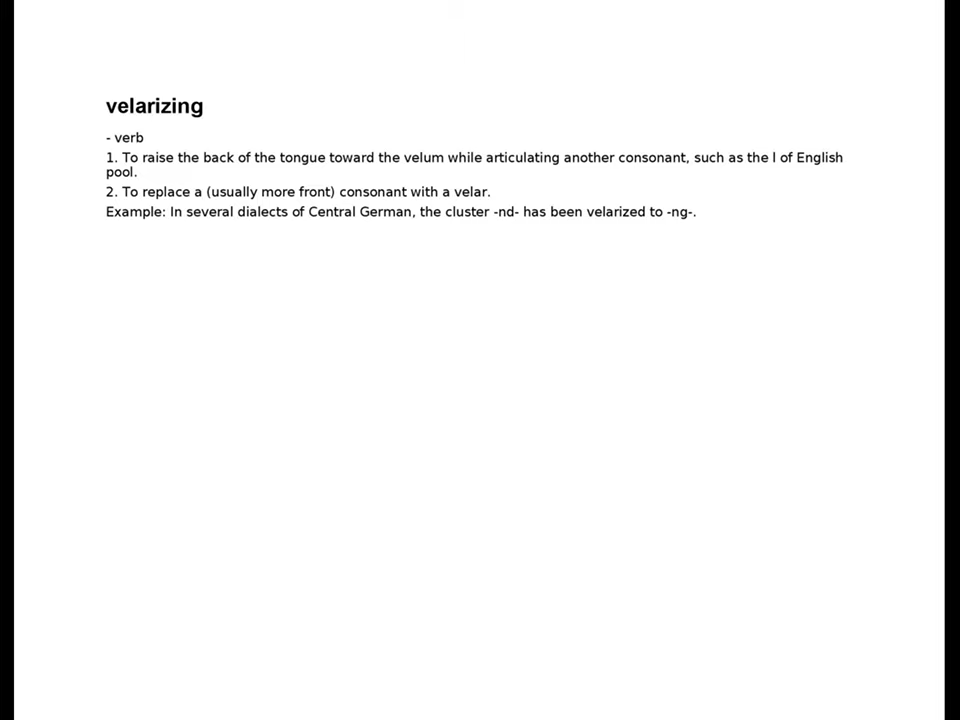 velarizing
- verb
1. To raise the back of the tongue toward the velum while articulating another consonant, such as the l of English
pool.
2. To replace a (usually more front) consonant with a velar.
Example: In several dialects of Central German, the cluster -nd- has been velarized to -ng-.